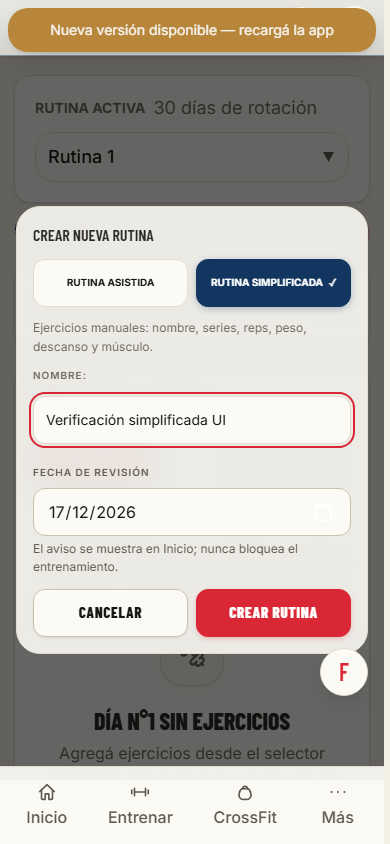 Nueva versión disponible — recargá la app
RUTINA ACTIVA 30 días de rotación
Rutina 1
CREAR NUEVA RUTINA
RUTINA ASISTIDA
RUTINA SIMPLIFICADA ✓
Ejercicios manuales: nombre, series, reps, peso,
descanso y músculo.
NOMBRE:
Verificación simplificada UI
FECHA DE REVISIÓN
17/12/2026
El aviso se muestra en Inicio; nunca bloquea el
entrenamiento.
CANCELAR
CREAR RUTINA
F
DÍA N°1 SIN EJERCICIOS
Agregá ejercicios desde el selector
Inicio
Entrenar
CrossFit
Más